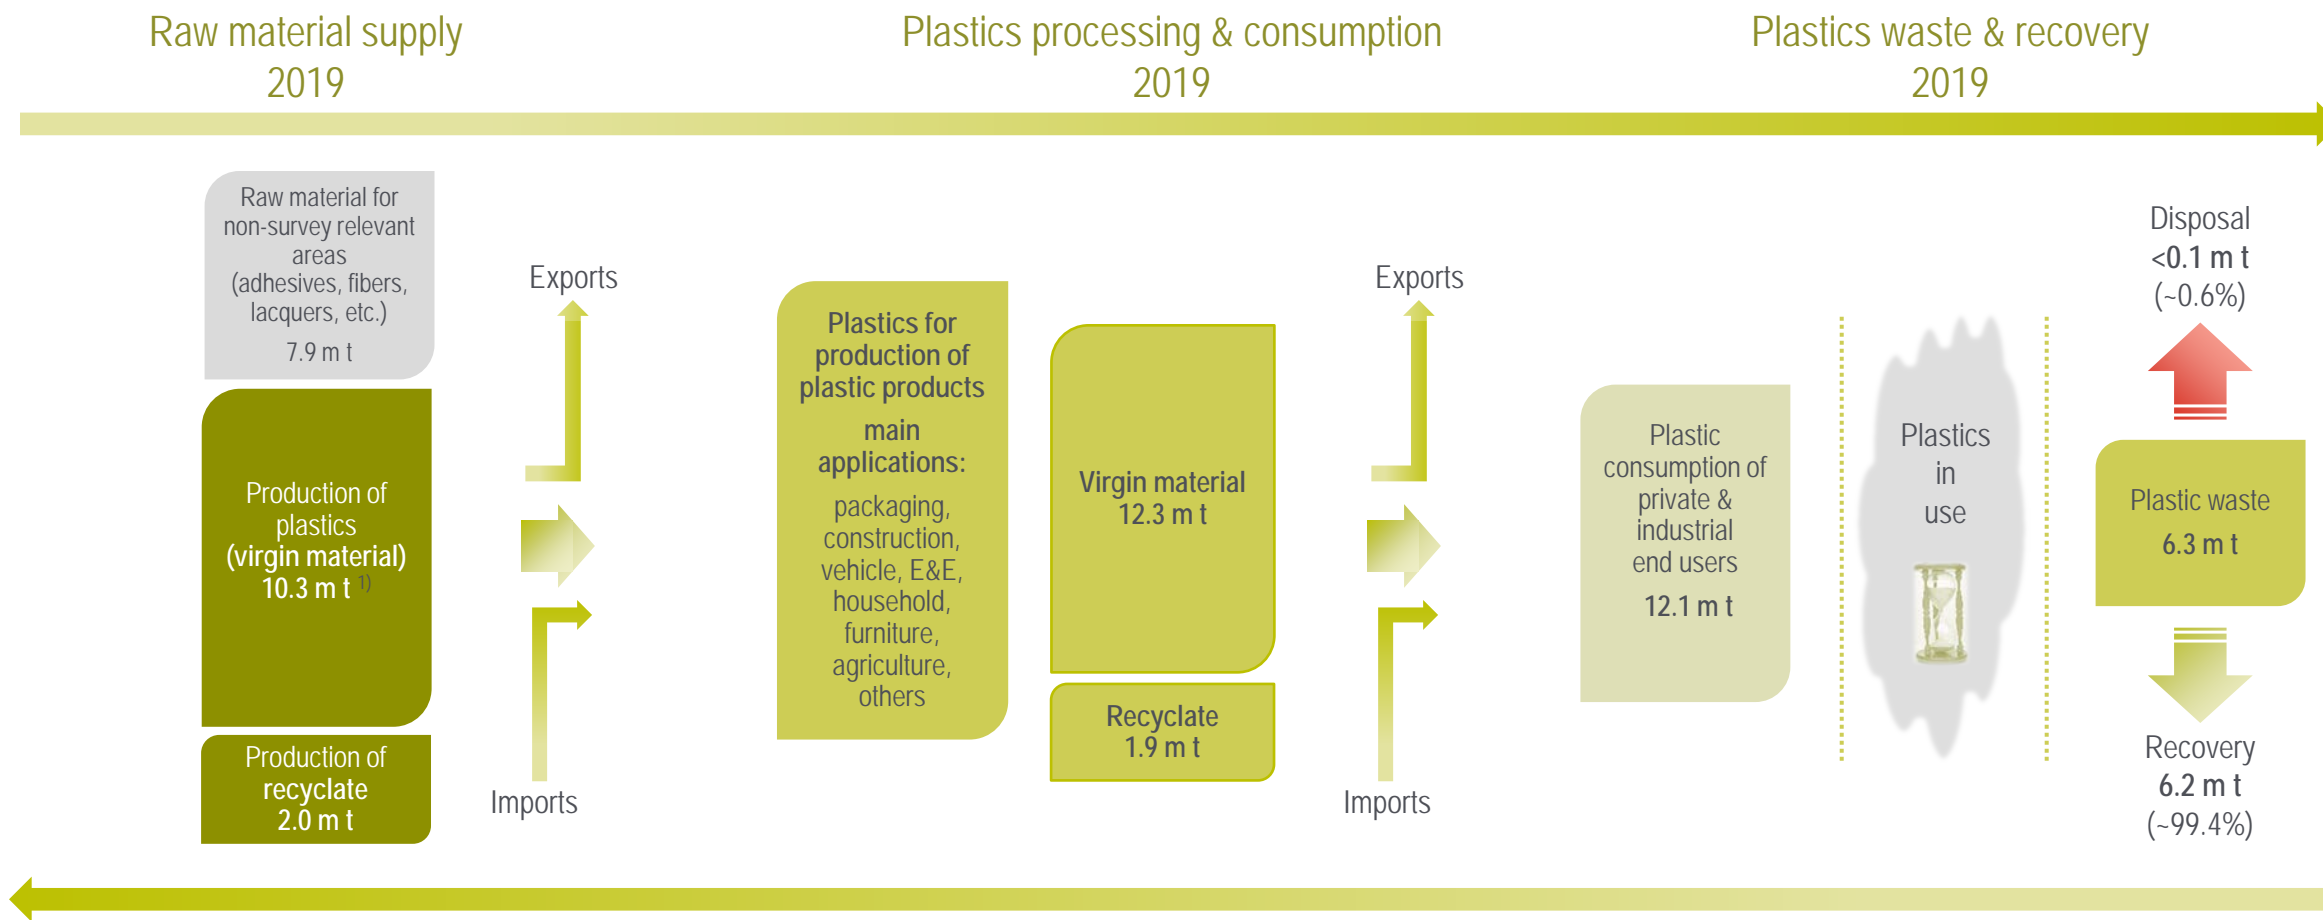 Raw material supply
2019
Plastics processing & consumption
2019
Plastics waste & recovery
2019
Raw material for
non-survey relevant
areas
(adhesives, fibers,
lacquers, etc.)
7.9 m t
Production of
plastics
(virgin material)
10.3 m t 1)
Production of
recyclate
2.0 m t
Exports
Imports
Plastics for
production of
plastic products
main
applications:
packaging,
construction,
vehicle, E&E,
household,
furniture,
agriculture,
others
Virgin material
12.3 m t
Recyclate
1.9 m t
Exports
Imports
Plastic
consumption of
private &
industrial
end users
12.1 m t
Plastics
in
use
Disposal
<0.1 m t
(~0.6%)
Plastic waste
6.3 m t
Recovery
6.2 m t
(~99.4%)